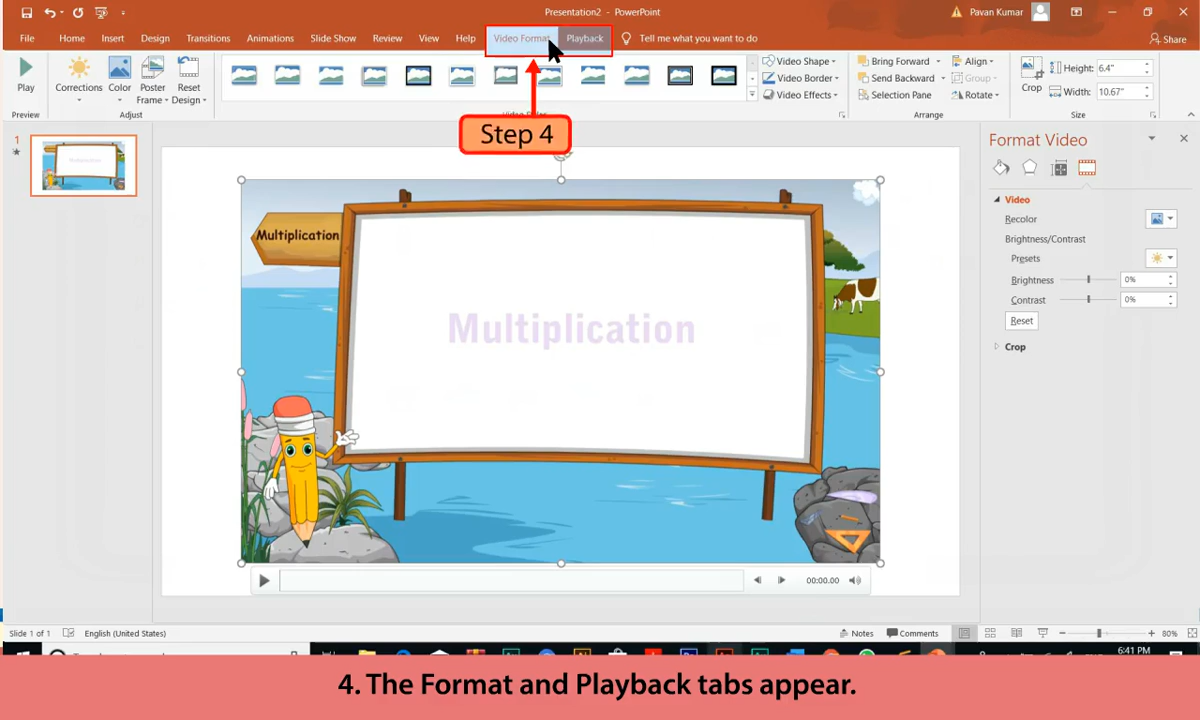 Presentation2 - PowerPoint
Pavan Kumar
File Home Insert Design Transitions Animations Slide Show Review View Help Video Format Playback Tell me what you want to do Share
Play
Corrections
Color
Poster Frame
Reset Design
Video Shape
Video Border
Video Effects
Bring Forward
Send Backward
Selection Pane
Align
Group
Rotate
Crop
Height: 6.4"
Width: 10.67"
Preview
Adjust
Arrange
Size
Step 4
1
Multiplication
Multiplication
00:00.00
Format Video
Video
Recolor
Brightness/Contrast
Presets
Brightness 0%
Contrast 0%
Reset
Crop
Slide 1 of 1 English (United States) Notes Comments 80%
6:41 PM
4. The Format and Playback tabs appear.